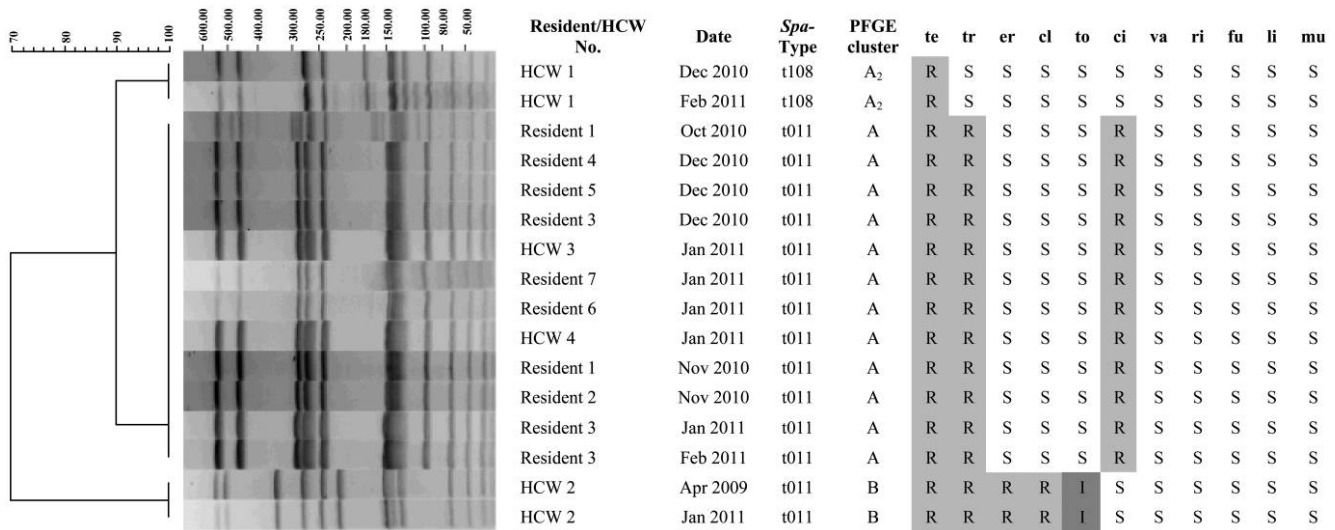 70 80 90 100 600.00 500.00 400.00 300.00 250.00 200.00 180.00 150.00 100.00 80.00 50.00
Resident/HCW No. Date Spa-Type PFGE cluster te tr er cl to ci va ri fu li mu
HCW 1 Dec 2010 t108 A₂ R S S S S S S S S S S
HCW 1 Feb 2011 t108 A₂ R S S S S S S S S S S
Resident 1 Oct 2010 t011 A R R S S S R S S S S S
Resident 4 Dec 2010 t011 A R R S S S R S S S S S
Resident 5 Dec 2010 t011 A R R S S S R S S S S S
Resident 3 Dec 2010 t011 A R R S S S R S S S S S
HCW 3 Jan 2011 t011 A R R S S S R S S S S S
Resident 7 Jan 2011 t011 A R R S S S R S S S S S
Resident 6 Jan 2011 t011 A R R S S S R S S S S S
HCW 4 Jan 2011 t011 A R R S S S R S S S S S
Resident 1 Nov 2010 t011 A R R S S S R S S S S S
Resident 2 Nov 2010 t011 A R R S S S R S S S S S
Resident 3 Jan 2011 t011 A R R S S S R S S S S S
Resident 3 Feb 2011 t011 A R R S S S R S S S S S
HCW 2 Apr 2009 t011 B R R R R I S S S S S S
HCW 2 Jan 2011 t011 B R R R R I S S S S S S